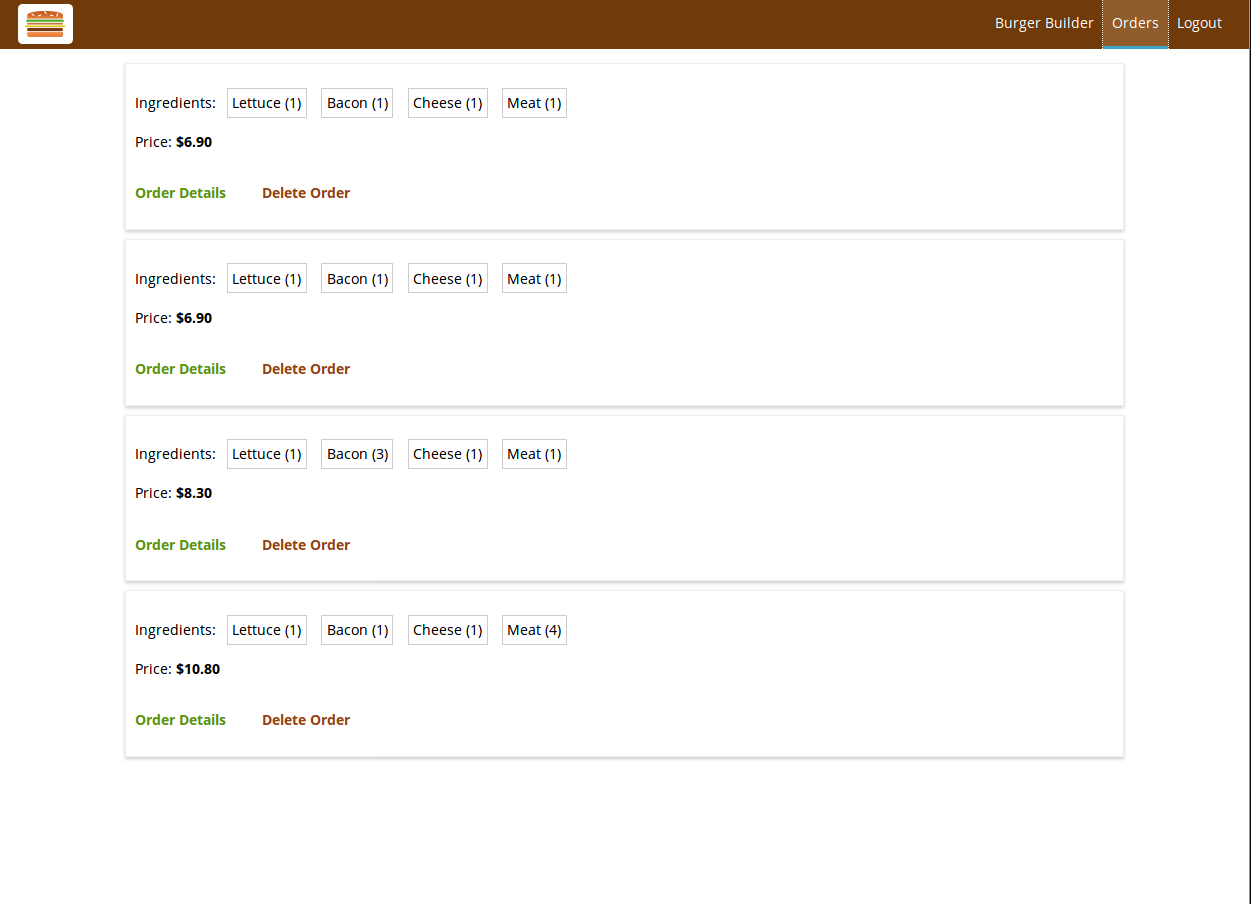 Burger Builder Orders Logout
Ingredients: Lettuce (1) Bacon (1) Cheese (1) Meat (1)
Price: $6.90
Order Details Delete Order
Ingredients: Lettuce (1) Bacon (1) Cheese (1) Meat (1)
Price: $6.90
Order Details Delete Order
Ingredients: Lettuce (1) Bacon (3) Cheese (1) Meat (1)
Price: $8.30
Order Details Delete Order
Ingredients: Lettuce (1) Bacon (1) Cheese (1) Meat (4)
Price: $10.80
Order Details Delete Order